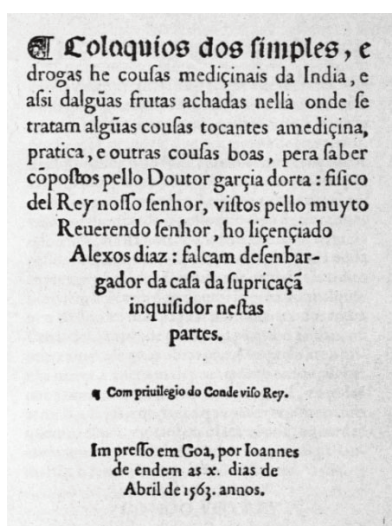 ¶ Coloquios dos ſimples, e
drogas he couſas mediçinais da India, e
aſsi dalgũas frutas achadas nella onde ſe
tratam algũas couſas tocantes amediçina,
pratica, e outras couſas boas, pera ſaber
cõpoſtos pello Doutor garçia dorta : fiſico
del Rey noſſo ſenhor, viſtos pello muyto
Reuerendo ſenhor, ho liçençiado
Alexos diaz : falcam deſenbar-
gador da caſa da ſupricaçã
inquiſidor neſtas
partes.
¶ Com priuilegio do Conde viſo Rey.
Im preſſo em Goa, por Ioannes
de endem as x. dias de
Abril de 1563. annos.